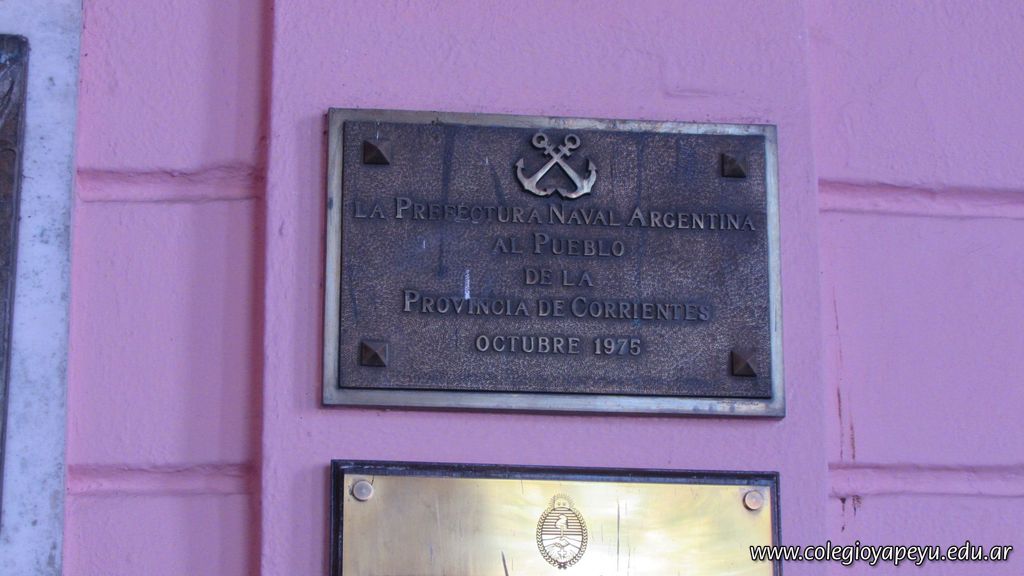 LA PREFECTURA NAVAL ARGENTINA
AL PUEBLO
DE LA
PROVINCIA DE CORRIENTES
OCTUBRE 1975
www.colegioyapeyu.edu.ar